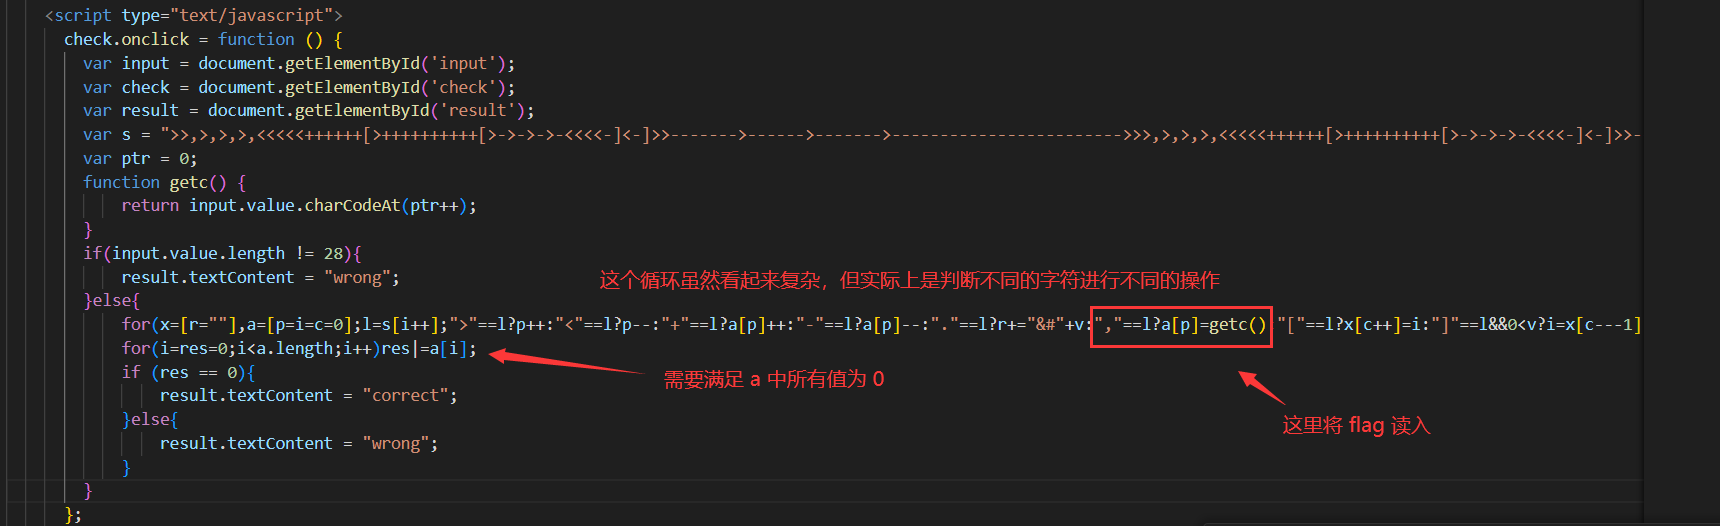 <script type="text/javascript">
check.onclick = function () {
var input = document.getElementById('input');
var check = document.getElementById('check');
var result = document.getElementById('result');
var s = ">>,>,>,>,<<<<<++++++[>++++++++++[>->->->-<<<<-]<-]>>------->------>------->------------------------>>>,>,>,>,<<<<<++++++[>++++++++++[>->->->-<<<<-]<-]>>-
var ptr = 0;
function getc() {
return input.value.charCodeAt(ptr++);
}
if(input.value.length != 28){
result.textContent = "wrong";
这个循环虽然看起来复杂，但实际上是判断不同的字符进行不同的操作
}else{
for(x=[r=""],a=[p=i=c=0];l=s[i++];">"==l?p++:"<"==l?p--:"+"==l?a[p]++:"-"==l?a[p]--:"."==l?r+="&#"+v:","==l?a[p]=getc():"["==l?x[c++]=i:"]"==l&&0<v?i=x[c---1]
for(i=res=0;i<a.length;i++)res|=a[i];
需要满足 a 中所有值为 0
if (res == 0){
result.textContent = "correct";
}else{
这里将 flag 读入
result.textContent = "wrong";
}
}
};